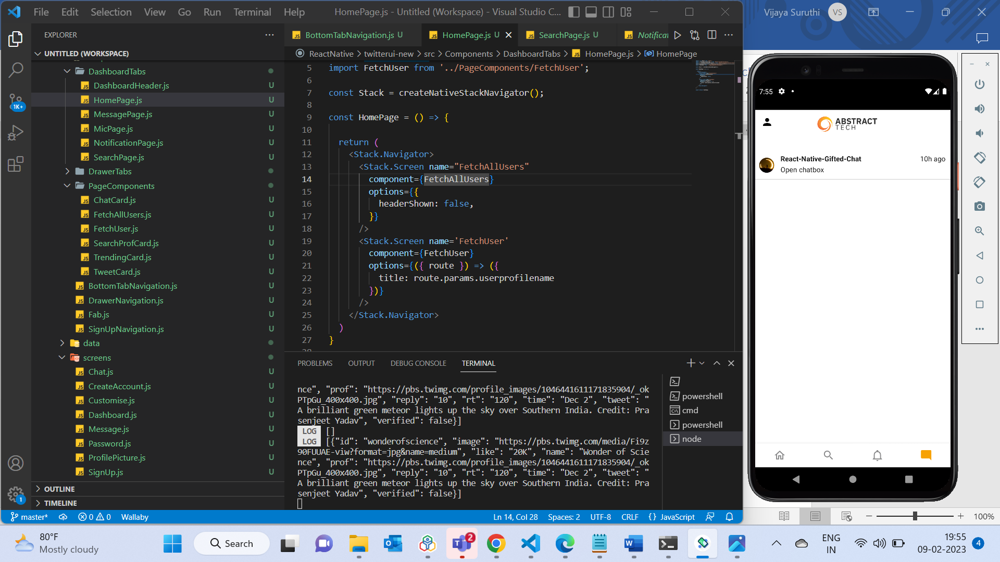 File Edit Selection View Go Run Terminal Help HomePage.js - Untitled (Workspace) - Visual Studio C...
Vijaya Suruthi VS
EXPLORER
UNTITLED (WORKSPACE)
DashboardTabs
DashboardHeader.js U
HomePage.js U
MessagePage.js U
MicPage.js U
NotificationPage.js U
SearchPage.js U
DrawerTabs
PageComponents
ChatCard.js U
FetchAllUsers.js U
FetchUser.js U
SearchProfCard.js U
TrendingCard.js U
TweetCard.js U
BottomTabNavigation.js U
DrawerNavigation.js U
Fab.js U
SignUpNavigation.js U
data
screens
Chat.js U
CreateAccount.js U
Customise.js U
Dashboard.js U
Message.js U
Password.js U
ProfilePicture.js U
SignUp.js U
OUTLINE
TIMELINE
1K+
1
BottomTabNavigation.js U HomePage.js U SearchPage.js U Notificat
ReactNative > twitterui-new > src > Components > DashboardTabs > HomePage.js > HomePage
5 import FetchUser from '../PageComponents/FetchUser';
6
7 const Stack = createNativeStackNavigator();
8
9 const HomePage = () => {
10
11 return (
12 <Stack.Navigator>
13 <Stack.Screen name="FetchAllUsers"
14 component={FetchAllUsers}
15 options={{
16 headerShown: false,
17 }}
18 />
19 <Stack.Screen name='FetchUser'
20 component={FetchUser}
21 options={({ route }) => ({
22 title: route.params.userprofilename
23 })}
24 />
25 </Stack.Navigator>
26 )
27 }
28
PROBLEMS OUTPUT DEBUG CONSOLE TERMINAL
nce", "prof": "https://pbs.twimg.com/profile_images/1046441611171835904/_ok
PTpGu_400x400.jpg", "reply": "10", "rt": "120", "time": "Dec 2", "tweet": "
A brilliant green meteor lights up the sky over Southern India. Credit: Pra
senjeet Yadav", "verified": false}]
LOG []
LOG [{"id": "wonderofscience", "image": "https://pbs.twimg.com/media/Fi9z
90FUUAE-viw?format=jpg&name=medium", "like": "20K", "name": "Wonder of Scie
nce", "prof": "https://pbs.twimg.com/profile_images/1046441611171835904/_ok
PTpGu_400x400.jpg", "reply": "10", "rt": "120", "time": "Dec 2", "tweet": "
A brilliant green meteor lights up the sky over Southern India. Credit: Pra
senjeet Yadav", "verified": false}]
powershell
cmd
powershell
node
master* 0 0 Wallaby Ln 14, Col 28 Spaces: 2 UTF-8 CRLF {} JavaScript
7:55
ABSTRACT
TECH
React-Native-Gifted-Chat 10h ago
Open chatbox
100%
80°F
Mostly cloudy
Search
2
ENG
IN
19:55
09-02-2023
4